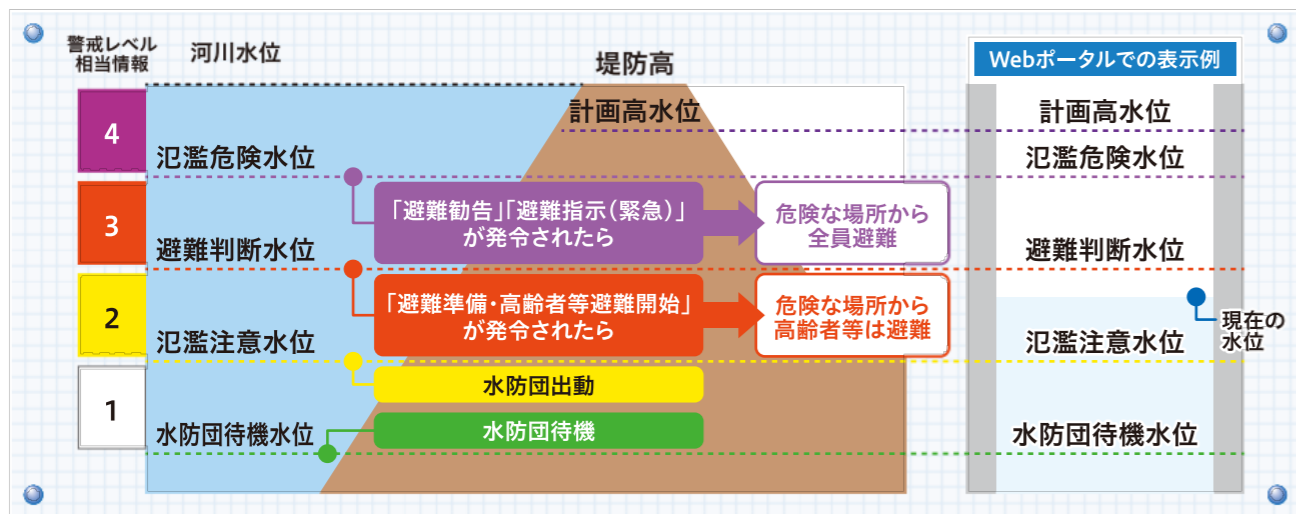 警戒レベル
相当情報
河川水位
堤防高
Webポータルでの表示例
4
計画高水位
計画高水位
氾濫危険水位
氾濫危険水位
3
「避難勧告」「避難指示(緊急)」
が発令されたら
危険な場所から
全員避難
避難判断水位
避難判断水位
2
「避難準備・高齢者等避難開始」
が発令されたら
危険な場所から
高齢者等は避難
現在の
水位
氾濫注意水位
氾濫注意水位
1
水防団出動
水防団待機水位
水防団待機
水防団待機水位